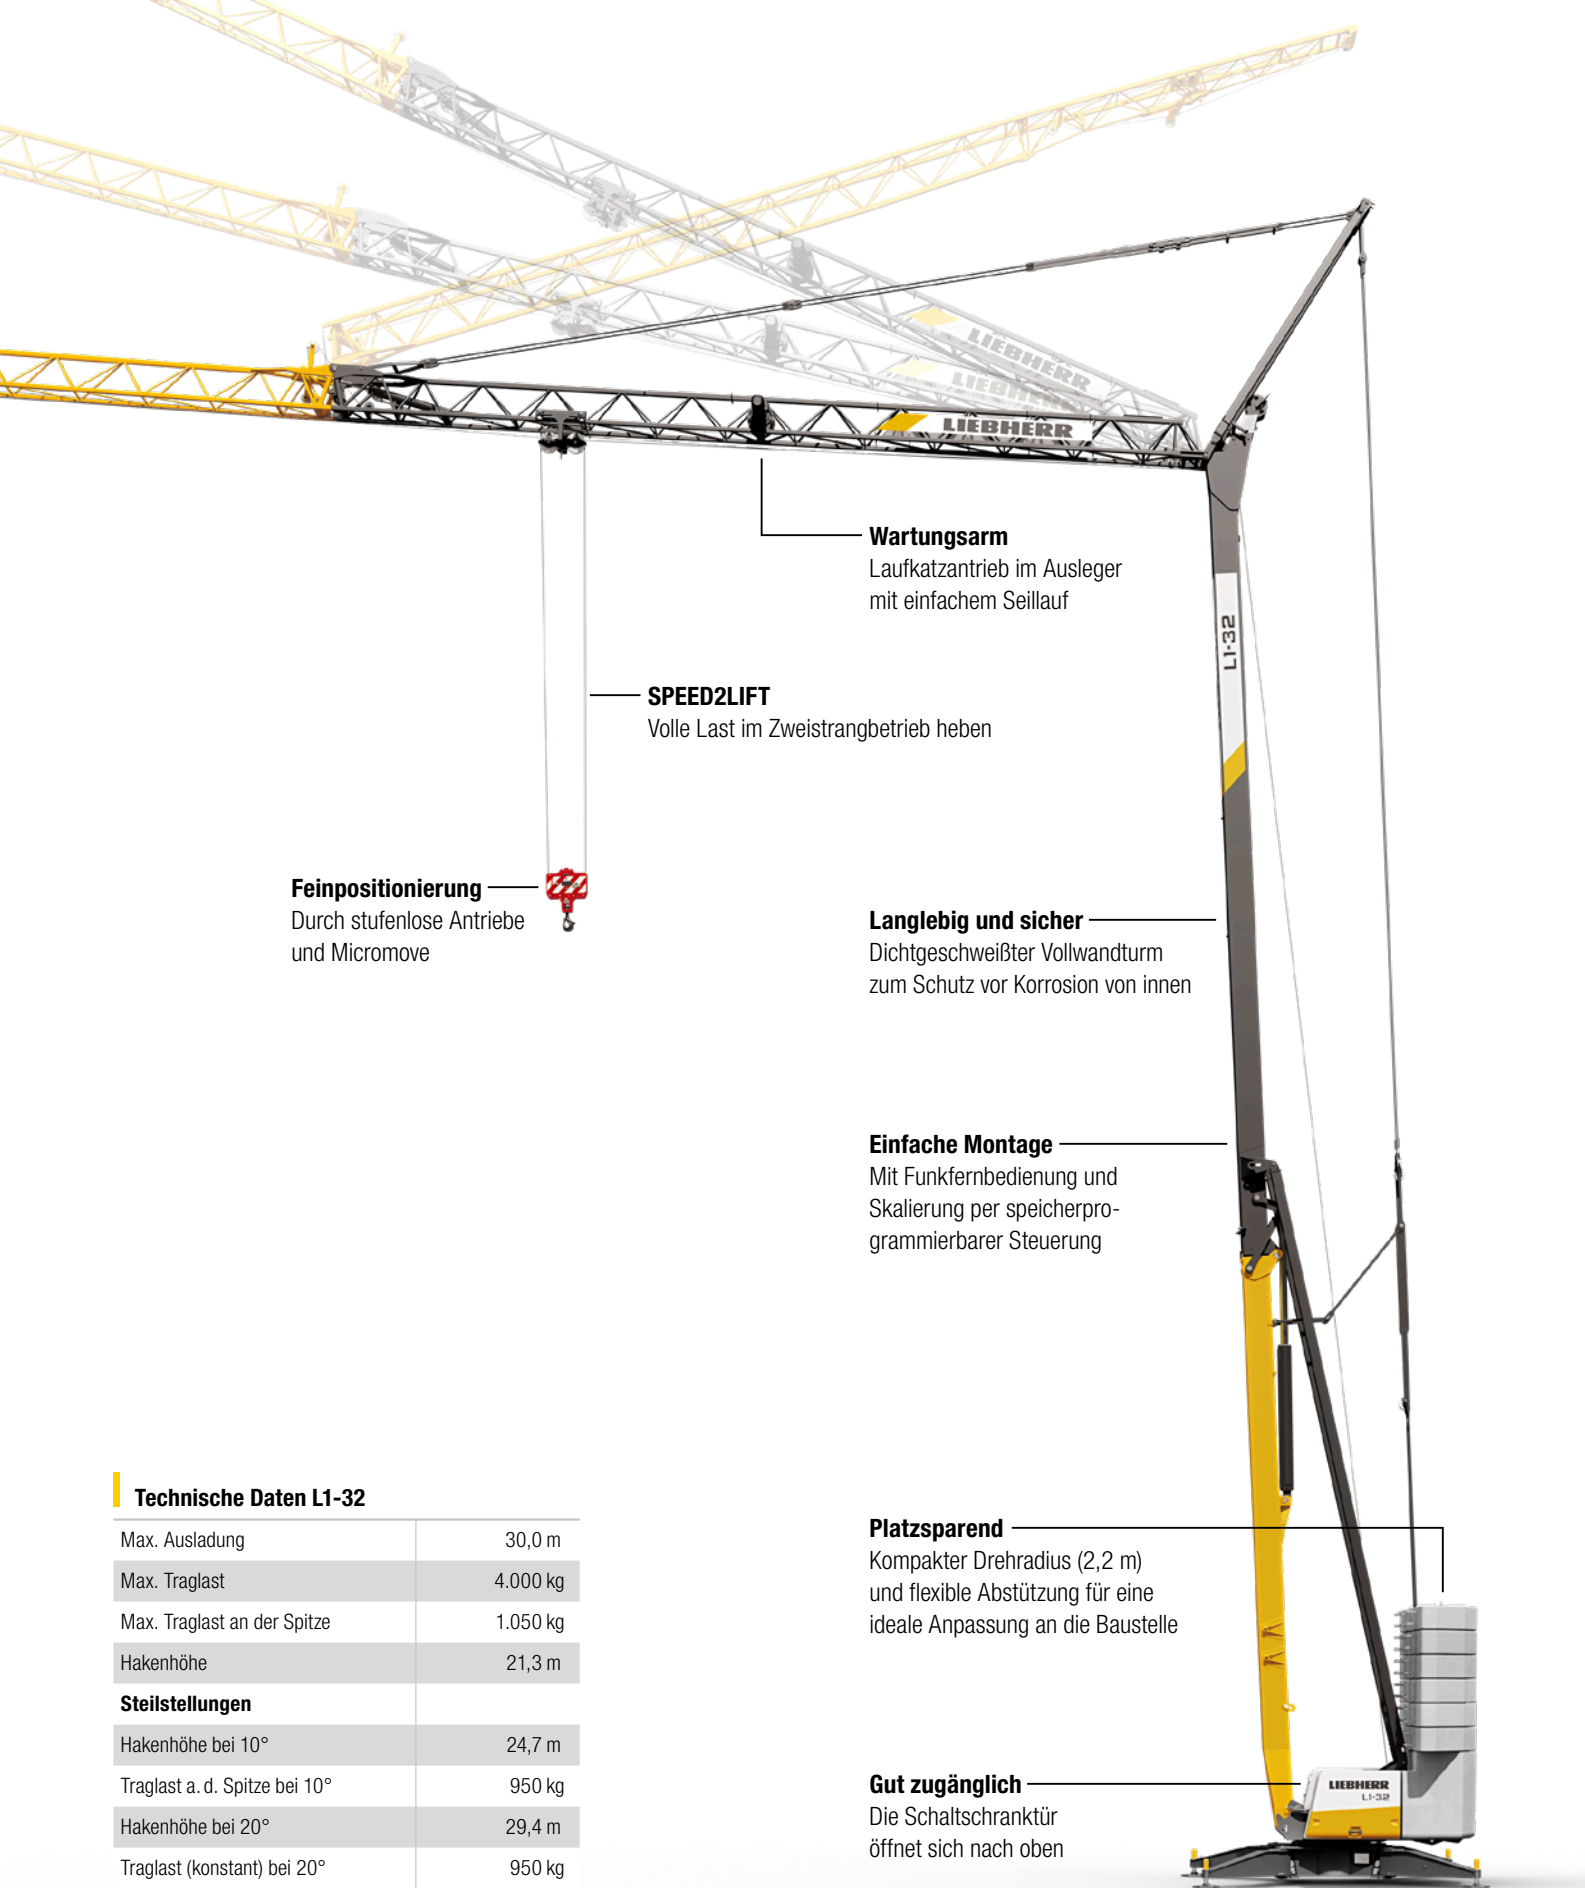 LIEBHERR
LIEBHERR
LIEBHERR
Wartungsarm
Laufkatzantrieb im Ausleger
mit einfachem Seillauf
L1-32
SPEED2LIFT
Volle Last im Zweistrangbetrieb heben
Feinpositionierung
Durch stufenlose Antriebe
und Micromove
Langlebig und sicher
Dichtgeschweißter Vollwandturm
zum Schutz vor Korrosion von innen
Einfache Montage
Mit Funkfernbedienung und
Skalierung per speicherpro-
grammierbarer Steuerung
Technische Daten L1-32
Max. Ausladung 30,0 m
Max. Traglast 4.000 kg
Max. Traglast an der Spitze 1.050 kg
Hakenhöhe 21,3 m
Steilstellungen
Hakenhöhe bei 10° 24,7 m
Traglast a. d. Spitze bei 10° 950 kg
Hakenhöhe bei 20° 29,4 m
Traglast (konstant) bei 20° 950 kg
Platzsparend
Kompakter Drehradius (2,2 m)
und flexible Abstützung für eine
ideale Anpassung an die Baustelle
Gut zugänglich
Die Schaltschranktür
öffnet sich nach oben
LIEBHERR
L1-32